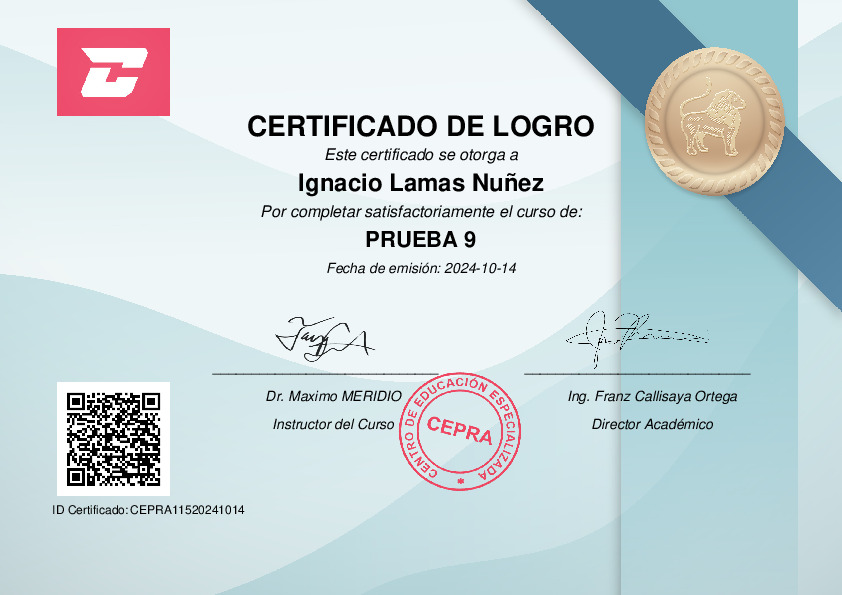 CERTIFICADO DE LOGRO
Este certificado se otorga a
Ignacio Lamas Nuñez
Por completar satisfactoriamente el curso de:
PRUEBA 9
Fecha de emisión: 2024-10-14
Dr. Maximo MERIDIO
Instructor del Curso
Ing. Franz Callisaya Ortega
Director Académico
CENTRO DE EDUCACIÓN ESPECIALIZADA
CEPRA
ID Certificado: CEPRA11520241014